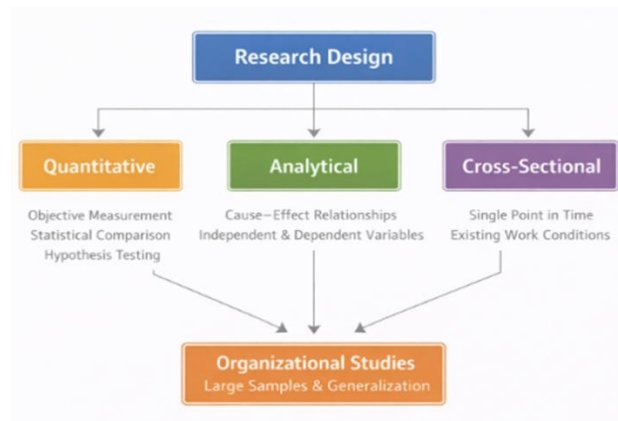 Research Design
Quantitative
Analytical
Cross-Sectional
Objective Measurement
Statistical Comparison
Hypothesis Testing
Cause–Effect Relationships
Independent & Dependent Variables
Single Point in Time
Existing Work Conditions
Organizational Studies
Large Samples & Generalization